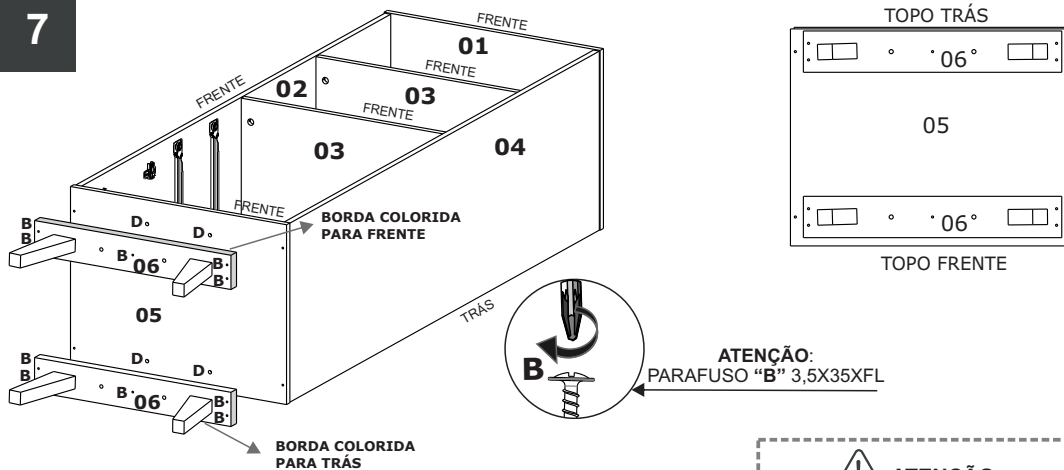 7
FRENTE
01
FRENTE
02
03
FRENTE
FRENTE
03
04
FRENTE
BORDA COLORIDA
PARA FRENTE
D
D
B
B
B
06
B
B
05
TRÁS
D
D
B
B
B
06
B
B
BORDA COLORIDA
PARA TRÁS
B
ATENÇÃO:
PARAFUSO “B” 3,5X35XFL
TOPO TRÁS
06
05
06
TOPO FRENTE
ATENÇÃO